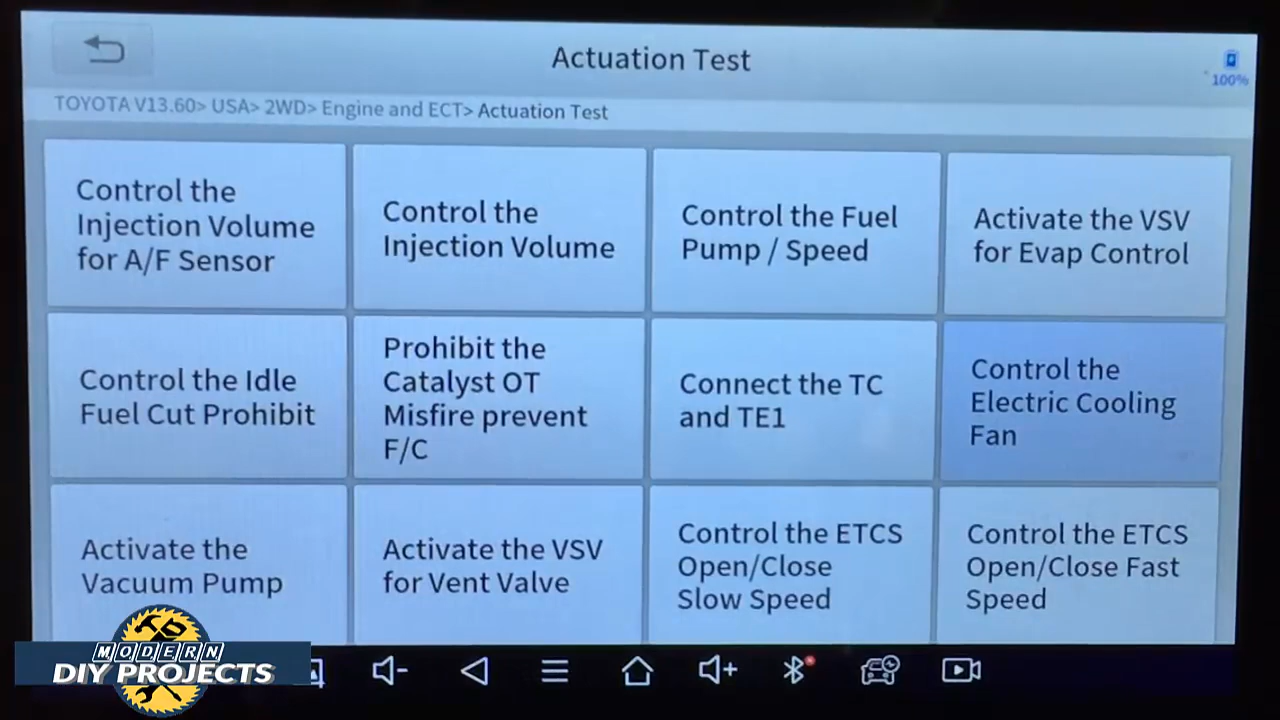 Actuation Test
100%
TOYOTA V13.60> USA> 2WD> Engine and ECT> Actuation Test
Control the
Injection Volume
for A/F Sensor
Control the
Injection Volume
Control the Fuel
Pump / Speed
Activate the VSV
for Evap Control
Control the Idle
Fuel Cut Prohibit
Prohibit the
Catalyst OT
Misfire prevent
F/C
Connect the TC
and TE1
Control the
Electric Cooling
Fan
Activate the
Vacuum Pump
Activate the VSV
for Vent Valve
Control the ETCS
Open/Close
Slow Speed
Control the ETCS
Open/Close Fast
Speed
MODERN
DIY PROJECTS